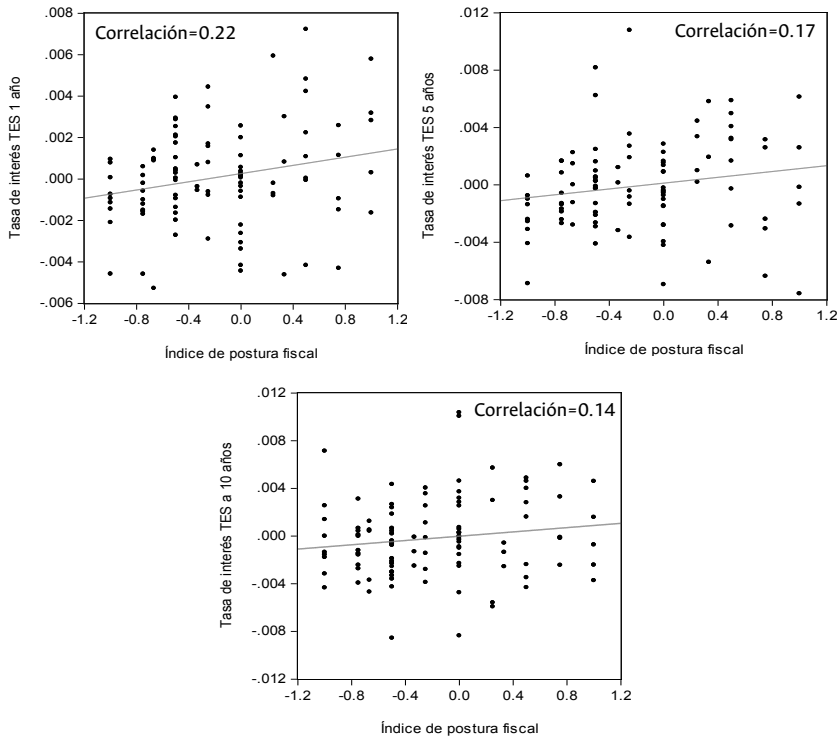 Correlación=0.22
Tasa de interés TES 1 año
.008
.006
.004
.002
.000
-.002
-.004
-.006
-1.2 -0.8 -0.4 0.0 0.4 0.8 1.2
Índice de postura fiscal
Correlación=0.17
Tasa de interés TES 5 años
.012
.008
.004
.000
-.004
-.008
-1.2 -0.8 -0.4 0.0 0.4 0.8 1.2
Índice de postura fiscal
Correlación=0.14
Tasa de interés TES a 10 años
.012
.008
.004
.000
-.004
-.008
-.012
-1.2 -0.8 -0.4 0.0 0.4 0.8 1.2
Índice de postura fiscal